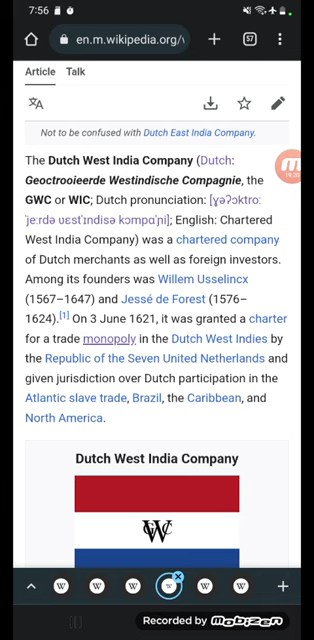 7:56
en.m.wikipedia.org/w
57
Article Talk
Not to be confused with Dutch East India Company.
The Dutch West India Company (Dutch:
Geoctrooieerde Westindische Compagnie, the
GWC or WIC; Dutch pronunciation: [ɣəʔɔktroː
ˈjeːrdə ʋɛstˈɪndisə kɔmpɑˈɲi]; English: Chartered
West India Company) was a chartered company
of Dutch merchants as well as foreign investors.
Among its founders was Willem Usselincx
(1567–1647) and Jessé de Forest (1576–
1624).[1] On 3 June 1621, it was granted a charter
for a trade monopoly in the Dutch West Indies by
the Republic of the Seven United Netherlands and
given jurisdiction over Dutch participation in the
Atlantic slave trade, Brazil, the Caribbean, and
North America.
Dutch West India Company
GWC
W W W W W W
Recorded by Mobizen